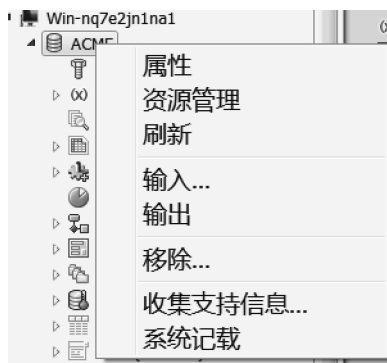 Win-nq7e2jn1na1
ACME
属性
资源管理
刷新
输入...
输出
移除...
收集支持信息...
系统记载